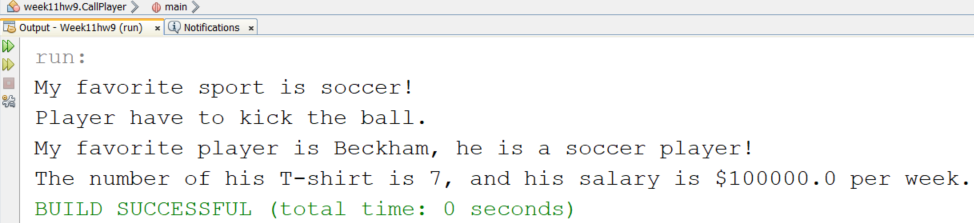 week11hw9.CallPlayer main
Output - Week11hw9 (run) × Notifications ×
run:
My favorite sport is soccer!
Player have to kick the ball.
My favorite player is Beckham, he is a soccer player!
The number of his T-shirt is 7, and his salary is $100000.0 per week.
BUILD SUCCESSFUL (total time: 0 seconds)